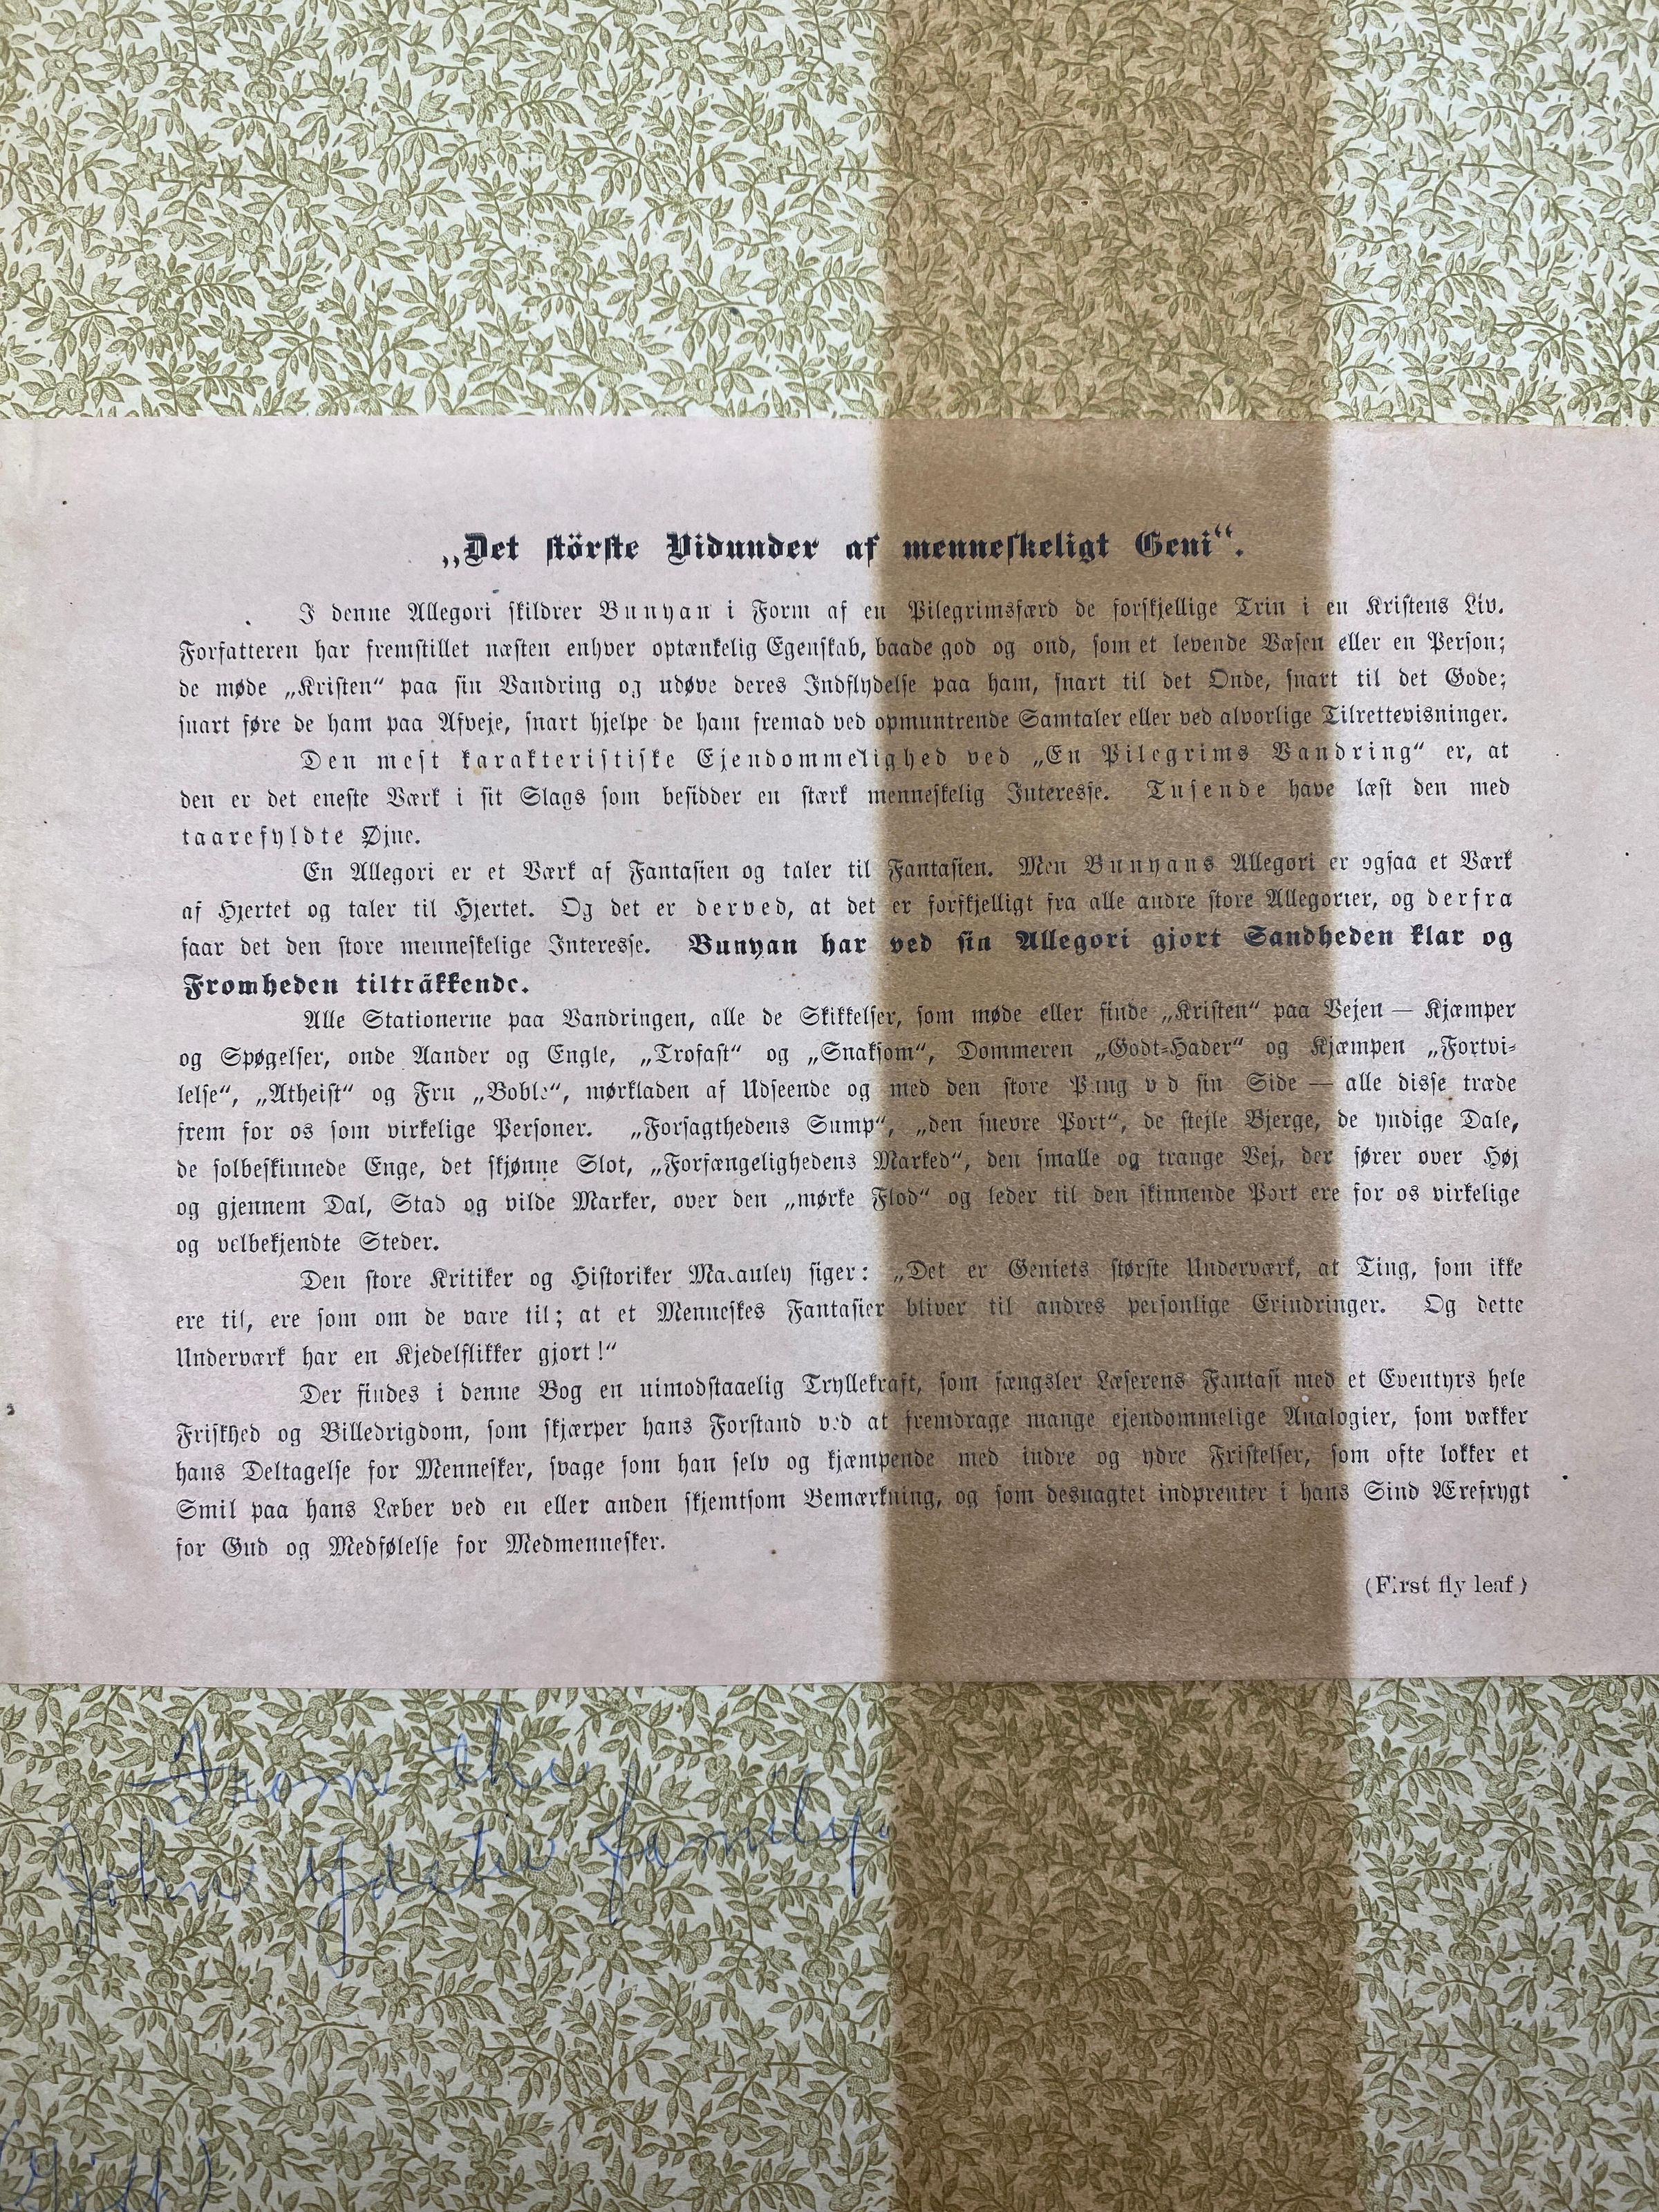 „Det störste Vidunder af menneskeligt Geni“.
I denne Allegori skildrer Bunyan i Form af en Pilegrimsfærd de forskjellige Trin i en Kristens Liv.
Forfatteren har fremstillet næsten enhver optænkelig Egenskab, baade god og ond, som et levende Væsen eller en Person;
de møde „Kristen“ paa sin Vandring og udøve deres Indflydelse paa ham, snart til det Onde, snart til det Gode;
snart føre de ham paa Afveje, snart hjelpe de ham fremad ved opmuntrende Samtaler eller ved alvorlige Tilrettevisninger.
Den mest karakteristiske Ejendommelighed ved „En Pilegrims Vandring“ er, at
den er det eneste Værk i sit Slags som besidder en stærk menneskelig Interesse. Tusende have læst den med
taarefyldte Øjne.
En Allegori er et Værk af Fantasien og taler til Fantasien. Men Bunyans Allegori er ogsaa et Værk
af Hjertet og taler til Hjertet. Og det er derved, at det er forskjelligt fra alle andre store Allegorier, og derfra
faar det den store menneskelige Interesse. Bunyan har ved sin Allegori gjort Sandheden klar og
Fromheden tilträkkende.
Alle Stationerne paa Vandringen, alle de Skikkelser, som møde eller finde „Kristen“ paa Vejen — Kjæmper
og Spøgelser, onde Aander og Engle, „Trofast“ og „Snaksom“, Dommeren „Godt-Hader“ og Kjæmpen „Fortvi-
lelse“, „Atheist“ og Fru „Boble“, mørkladen af Udseende og med den store Pung ved sin Side — alle disse træde
frem for os som virkelige Personer. „Forsagthedens Sump“, „den snevre Port“, de stejle Bjerge, de yndige Dale,
de solbeskinnede Enge, det skjønne Slot, „Forfængelighedens Marked“, den smalle og trange Vej, der fører over Høj
og gjennem Dal, Stad og vilde Marker, over den „mørke Flod“ og leder til den skinnende Port ere for os virkelige
og velbekjendte Steder.
Den store Kritiker og Historiker Macauley siger: „Det er Geniets største Underværk, at Ting, som ikke
ere til, ere som om de vare til; at et Menneskes Fantasier bliver til andres personlige Erindringer. Og dette
Underværk har en Kjedelflikker gjort!“
Der findes i denne Bog en uimodstaaelig Tryllekraft, som fængsler Læserens Fantasi med et Eventyrs hele
Friskhed og Billedrigdom, som skjærper hans Forstand ved at fremdrage mange ejendommelige Analogier, som vækker
hans Deltagelse for Mennesker, svage som han selv og kjæmpende med indre og ydre Fristelser, som ofte lokker et
Smil paa hans Læber ved en eller anden skjemtsom Bemærkning, og som desuagtet indprenter i hans Sind Ærefrygt
for Gud og Medfølelse for Medmennesker.
(First fly leaf)
From the
John family
(Gift)